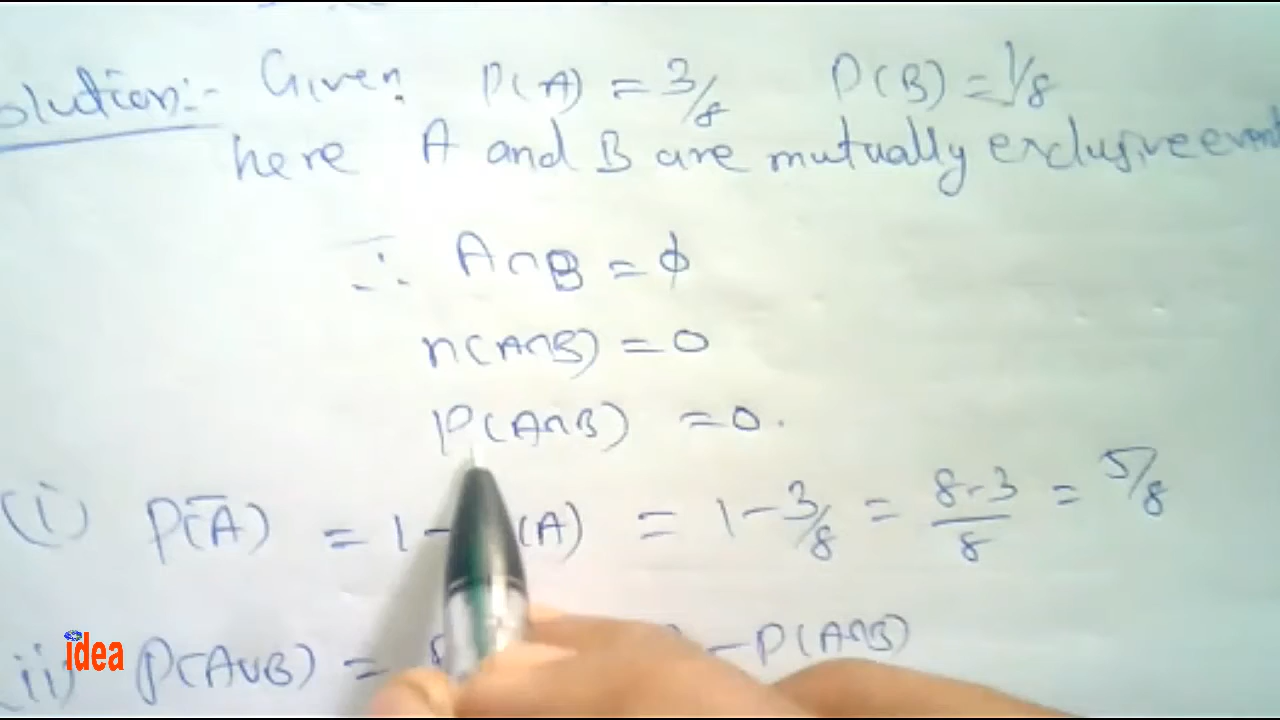 olution:- Given P(A) = 3/8 P(B) = 1/8
here A and B are mutually exclusive event
∴ A∩B = ϕ
n(A∩B) = 0
P(A∩B) = 0.
(i) P(A̅) = 1 - (A) = 1 - 3/8 = 8-3/8 = 5/8
(ii) P(A∪B) = - P(A∩B)
idea